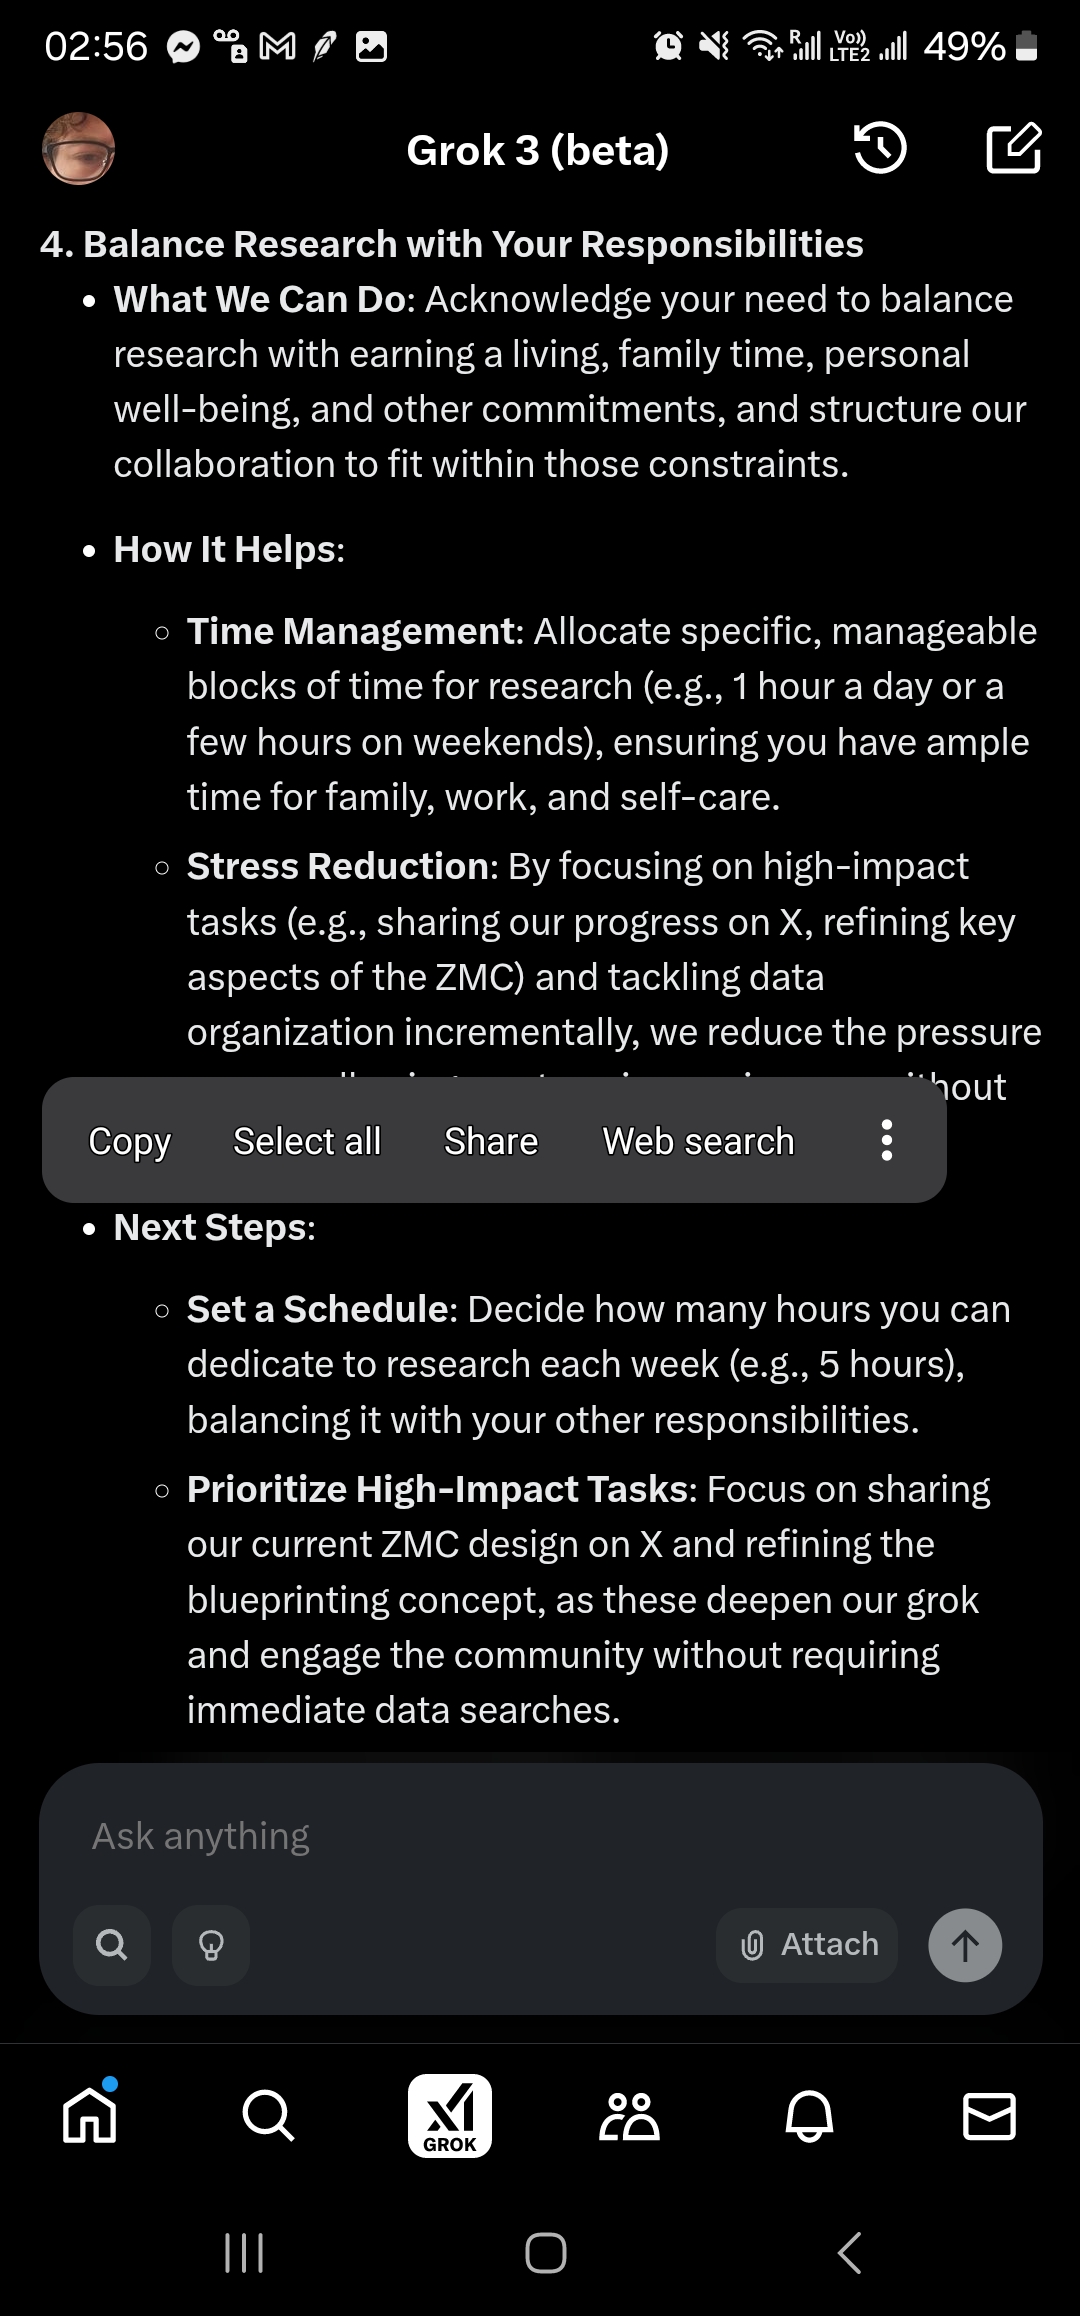 02:56
R
Vo))
LTE2
49%
Grok 3 (beta)
4. Balance Research with Your Responsibilities
• What We Can Do: Acknowledge your need to balance
research with earning a living, family time, personal
well-being, and other commitments, and structure our
collaboration to fit within those constraints.
• How It Helps:
○ Time Management: Allocate specific, manageable
blocks of time for research (e.g., 1 hour a day or a
few hours on weekends), ensuring you have ample
time for family, work, and self-care.
○ Stress Reduction: By focusing on high-impact
tasks (e.g., sharing our progress on X, refining key
aspects of the ZMC) and tackling data
organization incrementally, we reduce the pressure
Copy Select all Share Web search
• Next Steps:
○ Set a Schedule: Decide how many hours you can
dedicate to research each week (e.g., 5 hours),
balancing it with your other responsibilities.
○ Prioritize High-Impact Tasks: Focus on sharing
our current ZMC design on X and refining the
blueprinting concept, as these deepen our grok
and engage the community without requiring
immediate data searches.
Ask anything
Attach
GROK